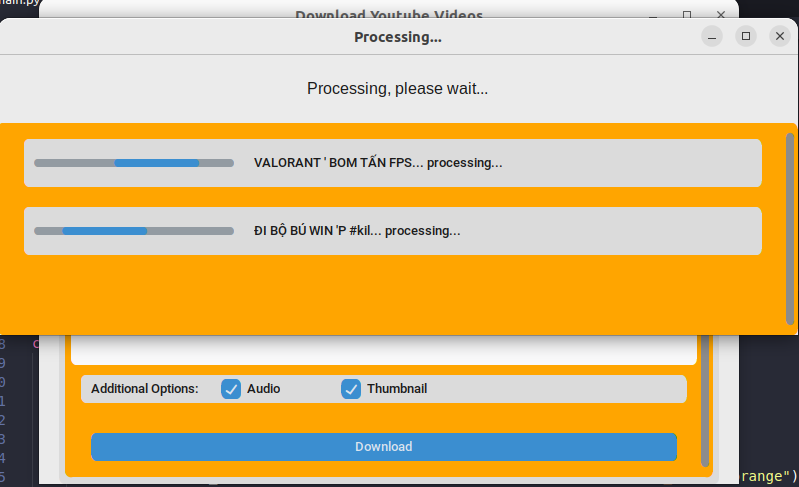 main.py
Download Youtube Videos
Processing...
Processing, please wait...
VALORANT ' BOM TẤN FPS... processing...
ĐI BỘ BÚ WIN 'P #kil... processing...
8 c
9
0
1
2
3
4
5
Additional Options: Audio Thumbnail
Download
range")